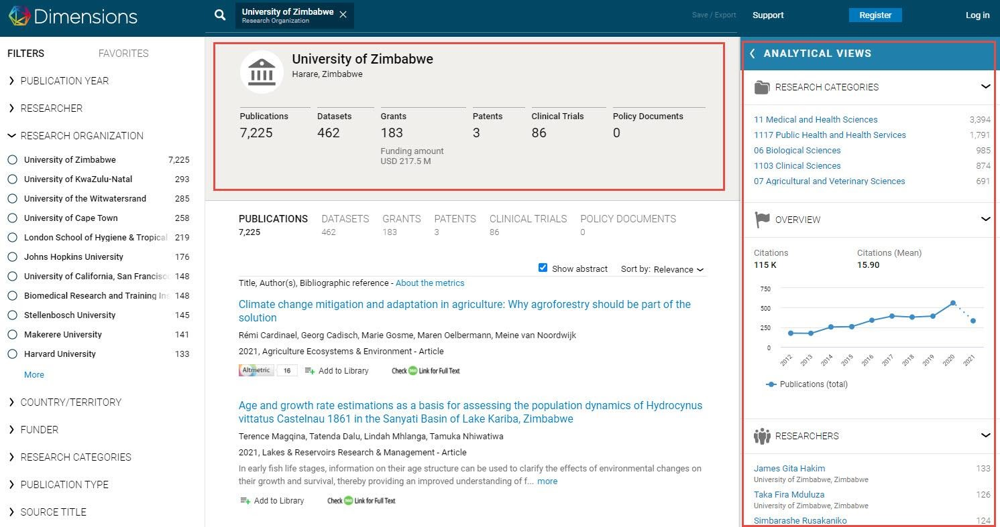 Dimensions
University of Zimbabwe
Research Organization
Save / Export
Support
Register
Log in
FILTERS
FAVORITES
PUBLICATION YEAR
RESEARCHER
RESEARCH ORGANIZATION
University of Zimbabwe 7,225
University of KwaZulu-Natal 293
University of the Witwatersrand 285
University of Cape Town 258
London School of Hygiene & Tropical 219
Johns Hopkins University 176
University of California, San Francisc 148
Biomedical Research and Training In 148
Stellenbosch University 145
Makerere University 141
Harvard University 133
More
COUNTRY/TERRITORY
FUNDER
RESEARCH CATEGORIES
PUBLICATION TYPE
SOURCE TITLE
University of Zimbabwe
Harare, Zimbabwe
Publications Datasets Grants Patents Clinical Trials Policy Documents
7,225 462 183 3 86 0
Funding amount
USD 217.5 M
PUBLICATIONS DATASETS GRANTS PATENTS CLINICAL TRIALS POLICY DOCUMENTS
7,225 462 183 3 86 0
Show abstract Sort by: Relevance
Title, Author(s), Bibliographic reference - About the metrics
Climate change mitigation and adaptation in agriculture: Why agroforestry should be part of the
solution
Rémi Cardinael, Georg Cadisch, Marie Gosme, Maren Oelbermann, Meine van Noordwijk
2021, Agriculture Ecosystems & Environment - Article
Altmetric 16 Add to Library Check 360 Link for Full Text
Age and growth rate estimations as a basis for assessing the population dynamics of Hydrocynus
vittatus Castelnau 1861 in the Sanyati Basin of Lake Kariba, Zimbabwe
Terence Magqina, Tatenda Dalu, Lindah Mhlanga, Tamuka Nhiwatiwa
2021, Lakes & Reservoirs Research & Management - Article
In early fish life stages, information on their age structure can be used to clarify the effects of environmental changes on
their growth and survival, thereby providing an improved understanding of f... more
Add to Library Check 360 Link for Full Text
ANALYTICAL VIEWS
RESEARCH CATEGORIES
11 Medical and Health Sciences 3,394
1117 Public Health and Health Services 1,791
06 Biological Sciences 985
1103 Clinical Sciences 874
07 Agricultural and Veterinary Sciences 691
OVERVIEW
Citations Citations (Mean)
115 K 15.90
750
500
250
0
2012 2013 2014 2015 2016 2017 2018 2019 2020 2021
Publications (total)
RESEARCHERS
James Gita Hakim 133
University of Zimbabwe, Zimbabwe
Taka Fira Mduluza 126
University of Zimbabwe, Zimbabwe
Simbarashe Rusakaniko 124